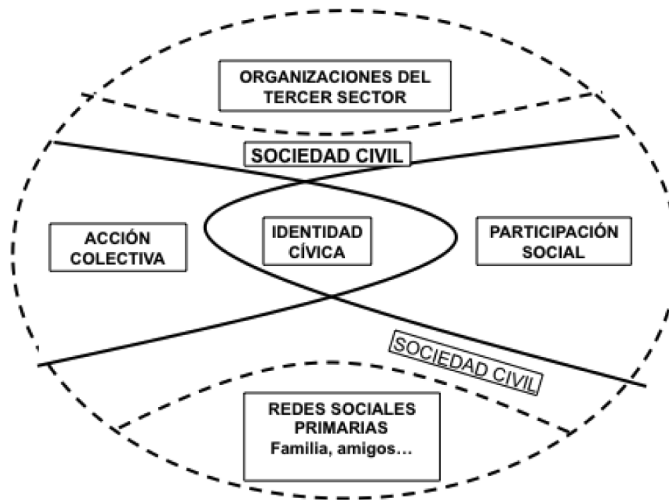 ORGANIZACIONES DEL
TERCER SECTOR
SOCIEDAD CIVIL
ACCIÓN
COLECTIVA
IDENTIDAD
CÍVICA
PARTICIPACIÓN
SOCIAL
SOCIEDAD CIVIL
REDES SOCIALES
PRIMARIAS
Familia, amigos…